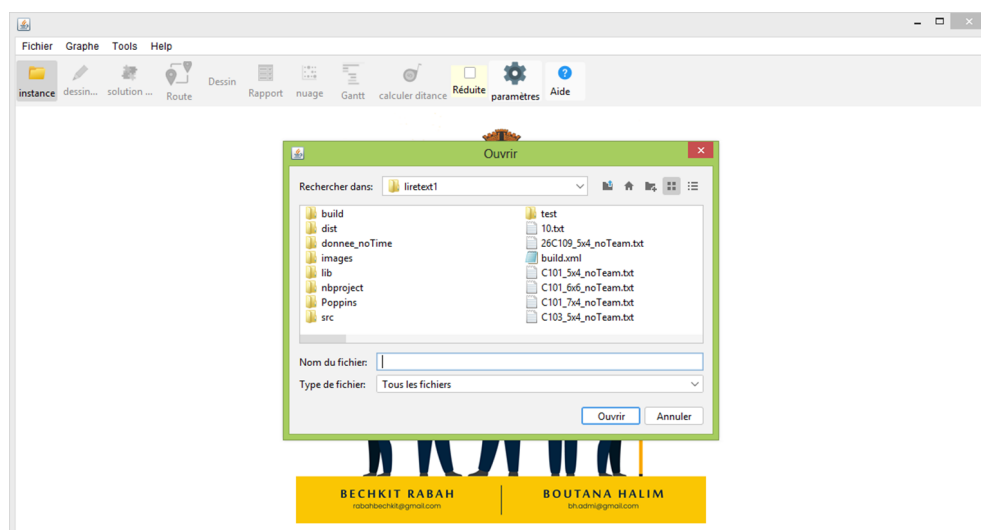 Fichier Graphe Tools Help
instance dessin... solution ... Route Dessin Rapport nuage Gantt calculer ditance Réduite paramètres Aide
Ouvrir
Rechercher dans: liretext1
build
dist
donnee_noTime
images
lib
nbproject
Poppins
src
test
10.txt
26C109_5x4_noTeam.txt
build.xml
C101_5x4_noTeam.txt
C101_6x6_noTeam.txt
C101_7x4_noTeam.txt
C103_5x4_noTeam.txt
Nom du fichier:
Type de fichier: Tous les fichiers
Ouvrir Annuler
BECHKIT RABAH
rabahbechkit@gmail.com
BOUTANA HALIM
bh.admi@gmail.com